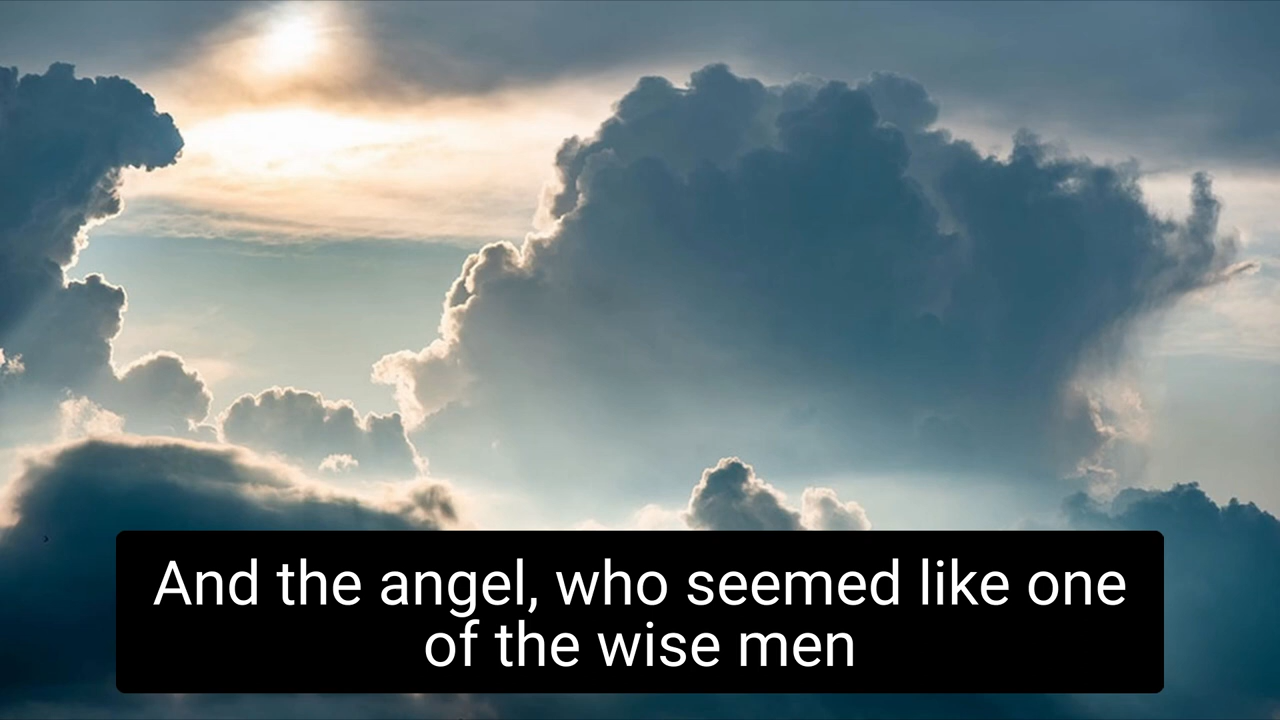 And the angel, who seemed like one
of the wise men